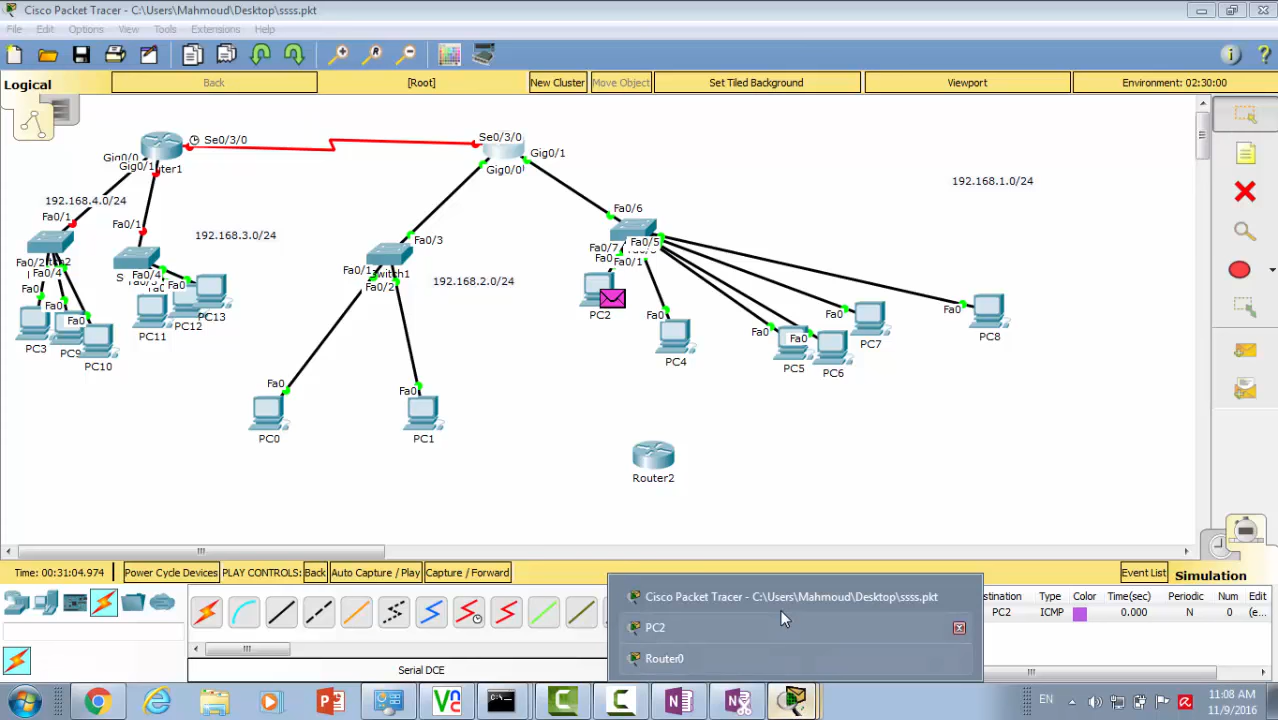 Cisco Packet Tracer - C:\Users\Mahmoud\Desktop\ssss.pkt
File Edit Options View Tools Extensions Help
Logical
Back
[Root]
New Cluster
Move Object
Set Tiled Background
Viewport
Environment: 02:30:00
Se0/3/0
Se0/3/0
Gig0/0
Gig0/1
Gig0/1
Gig0/0
192.168.1.0/24
192.168.4.0/24
Fa0/1
Fa0/1
Fa0/6
192.168.3.0/24
Fa0/3
Fa0/5
Fa0/7
Fa0
Fa0/1
Fa0/4
Fa0/4
Fa0/2
192.168.2.0/24
Fa0
Fa0
Fa0
Fa0
Fa0
Fa0
Fa0
Fa0
Fa0
PC2
PC3
PC9
PC10
PC11
PC12
PC13
PC4
PC5
PC6
PC7
PC8
Fa0
Fa0
PC0
PC1
Router2
Time: 00:31:04.974
Power Cycle Devices
PLAY CONTROLS:
Back
Auto Capture / Play
Capture / Forward
Event List
Simulation
Cisco Packet Tracer - C:\Users\Mahmoud\Desktop\ssss.pkt
PC2
Router0
stination Type Color Time(sec) Periodic Num Edit
PC2 ICMP 0.000 N 0 (e...
Serial DCE
EN
11:08 AM
11/9/2016